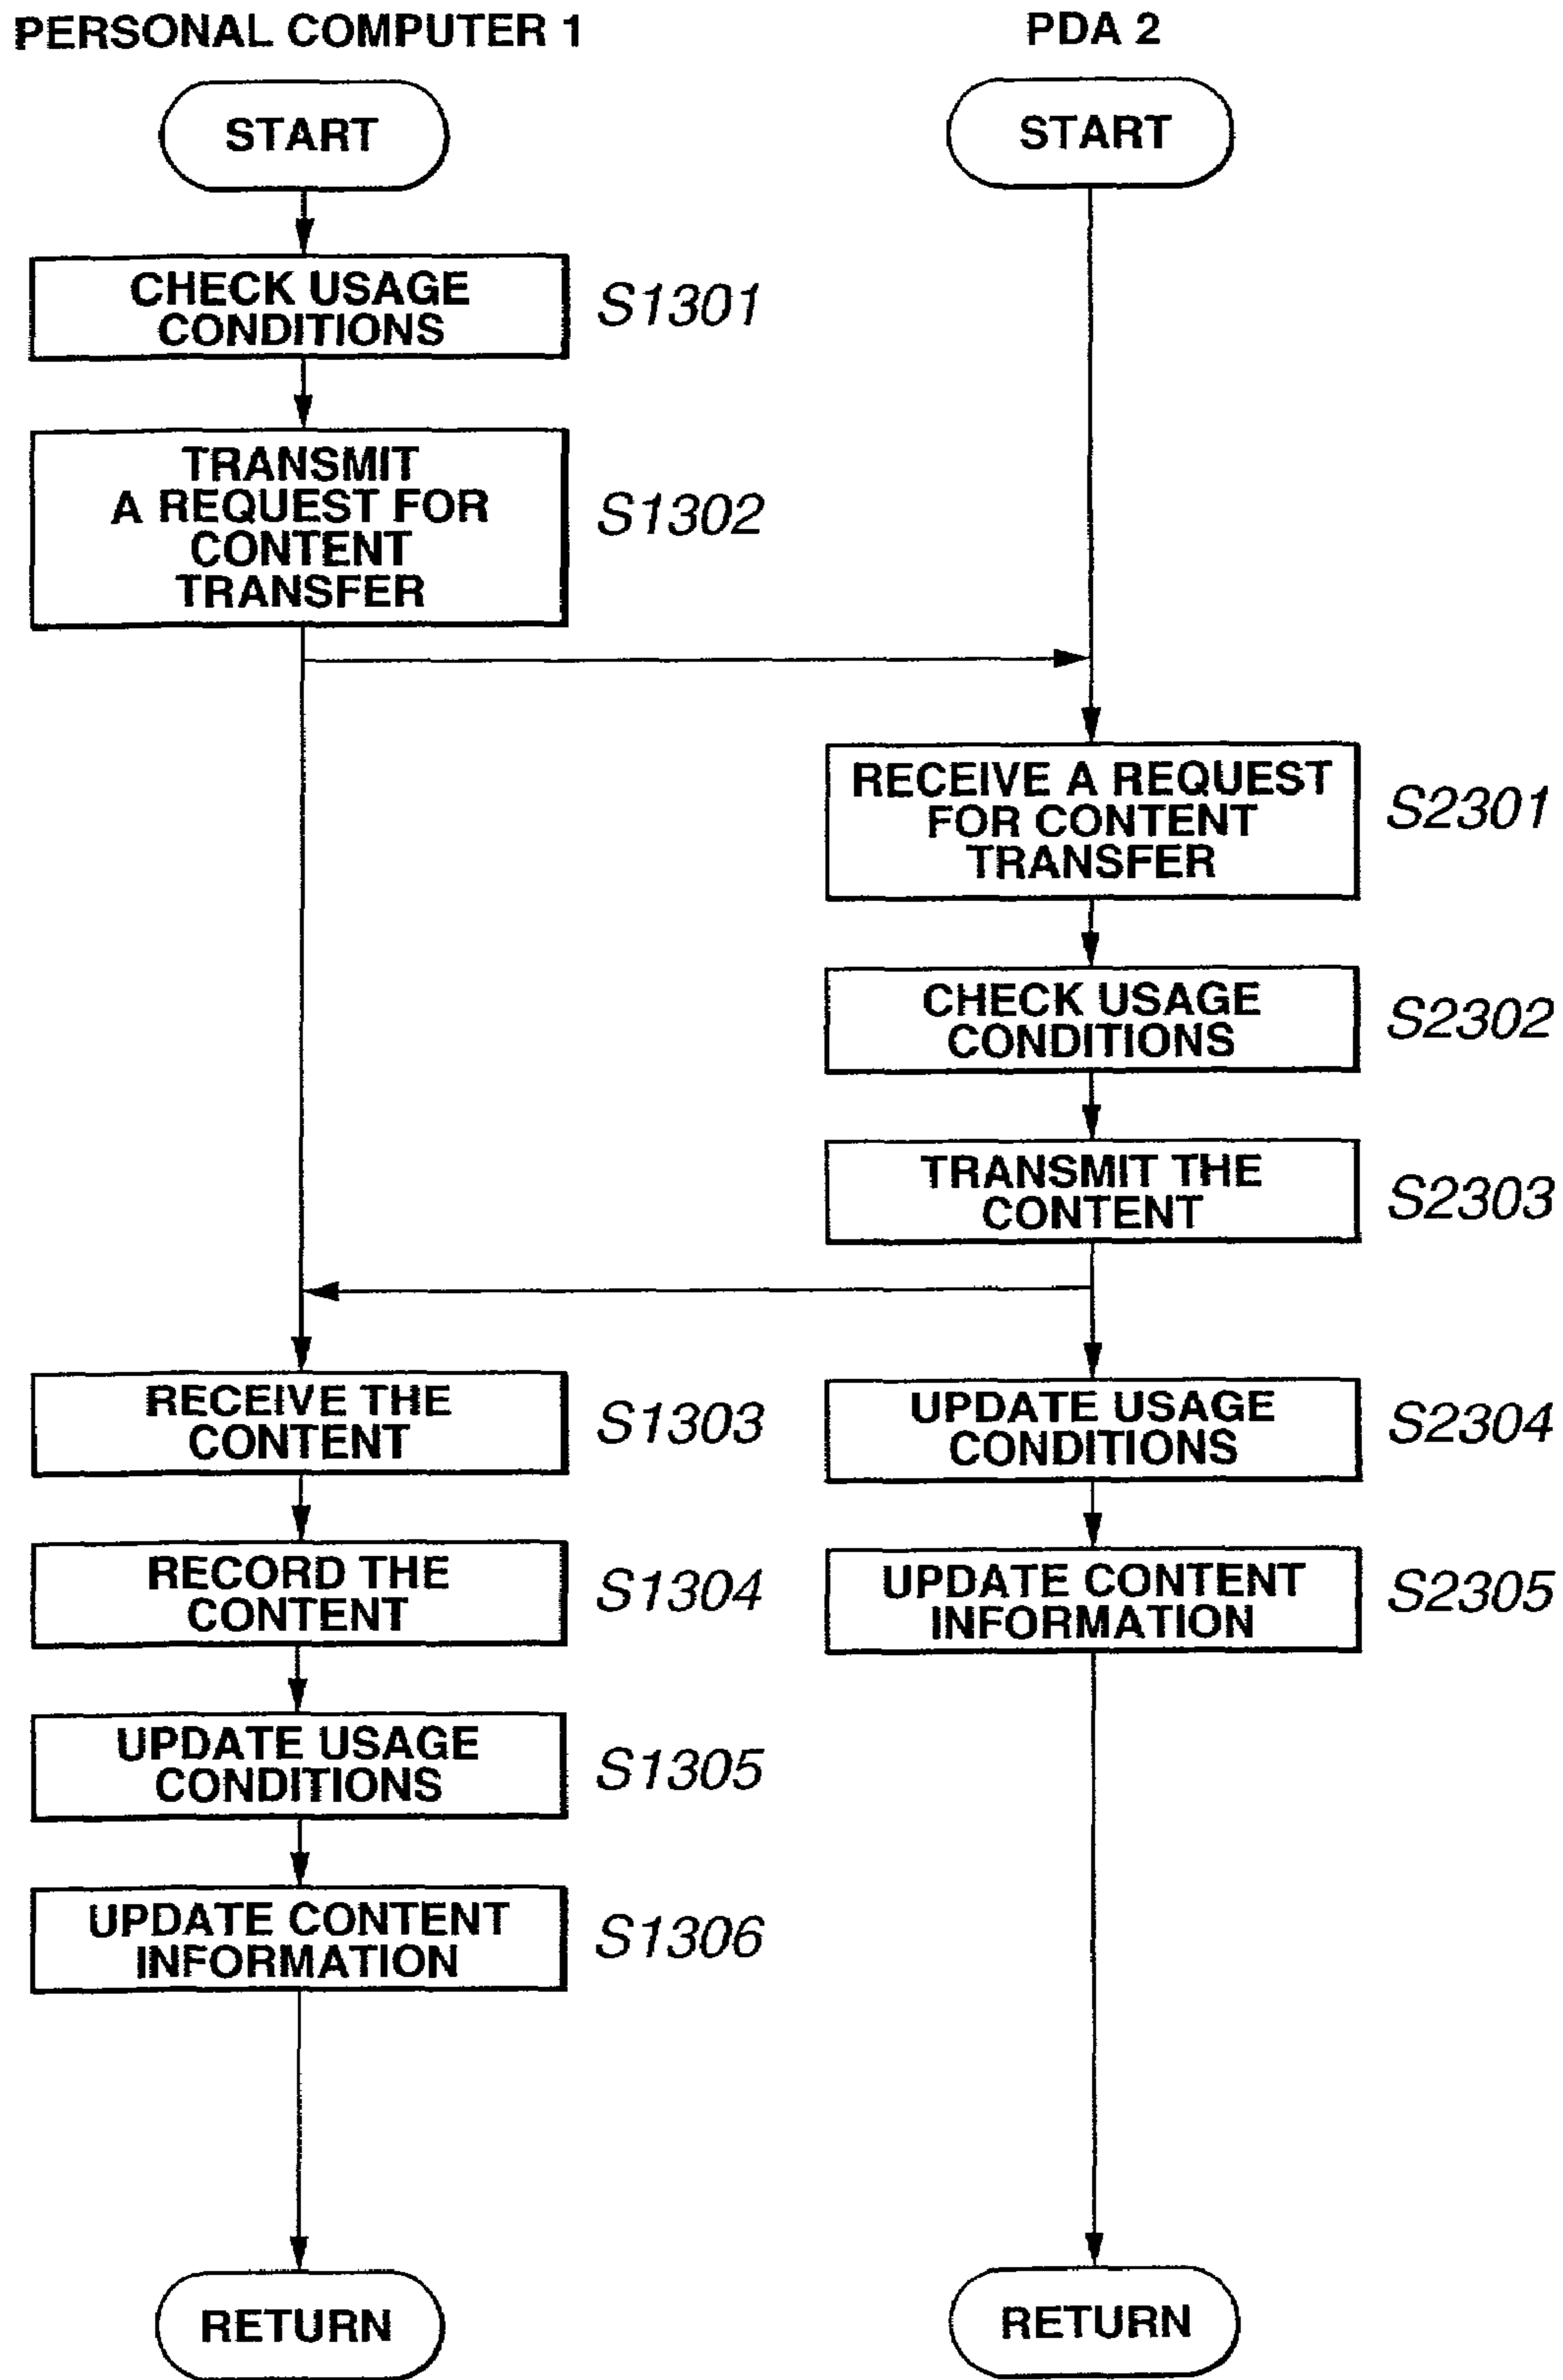 PERSONAL COMPUTER 1
PDA 2
START
START
CHECK USAGE
CONDITIONS
S1301
TRANSMIT
A REQUEST FOR
CONTENT
TRANSFER
S1302
RECEIVE A REQUEST
FOR CONTENT
TRANSFER
S2301
CHECK USAGE
CONDITIONS
S2302
TRANSMIT THE
CONTENT
S2303
RECEIVE THE
CONTENT
S1303
UPDATE USAGE
CONDITIONS
S2304
RECORD THE
CONTENT
S1304
UPDATE CONTENT
INFORMATION
S2305
UPDATE USAGE
CONDITIONS
S1305
UPDATE CONTENT
INFORMATION
S1306
RETURN
RETURN